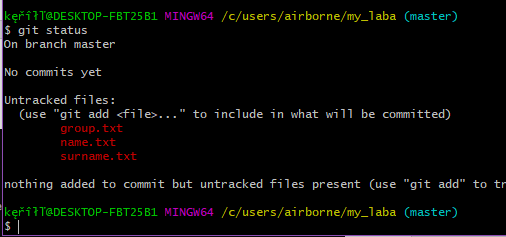 kęřîłľ@DESKTOP-FBT25B1 MINGW64 /c/users/airborne/my_laba (master)
$ git status
On branch master
No commits yet
Untracked files:
(use "git add <file>..." to include in what will be committed)
group.txt
name.txt
surname.txt
nothing added to commit but untracked files present (use "git add" to tr
kęřîłľ@DESKTOP-FBT25B1 MINGW64 /c/users/airborne/my_laba (master)
$